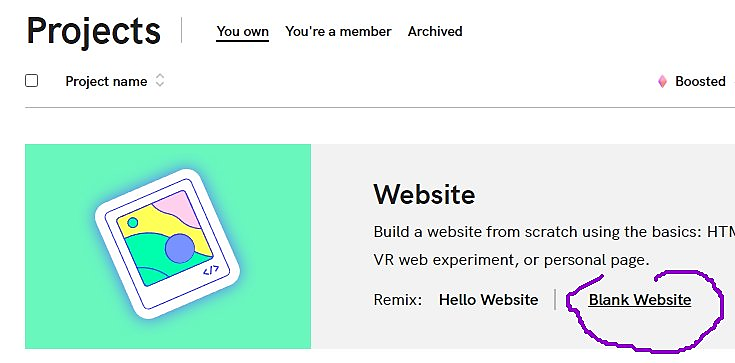 Projects
You own You're a member Archived
Project name
Boosted
Website
Build a website from scratch using the basics:
VR web experiment, or personal page.
Remix: Hello Website Blank Website
</>